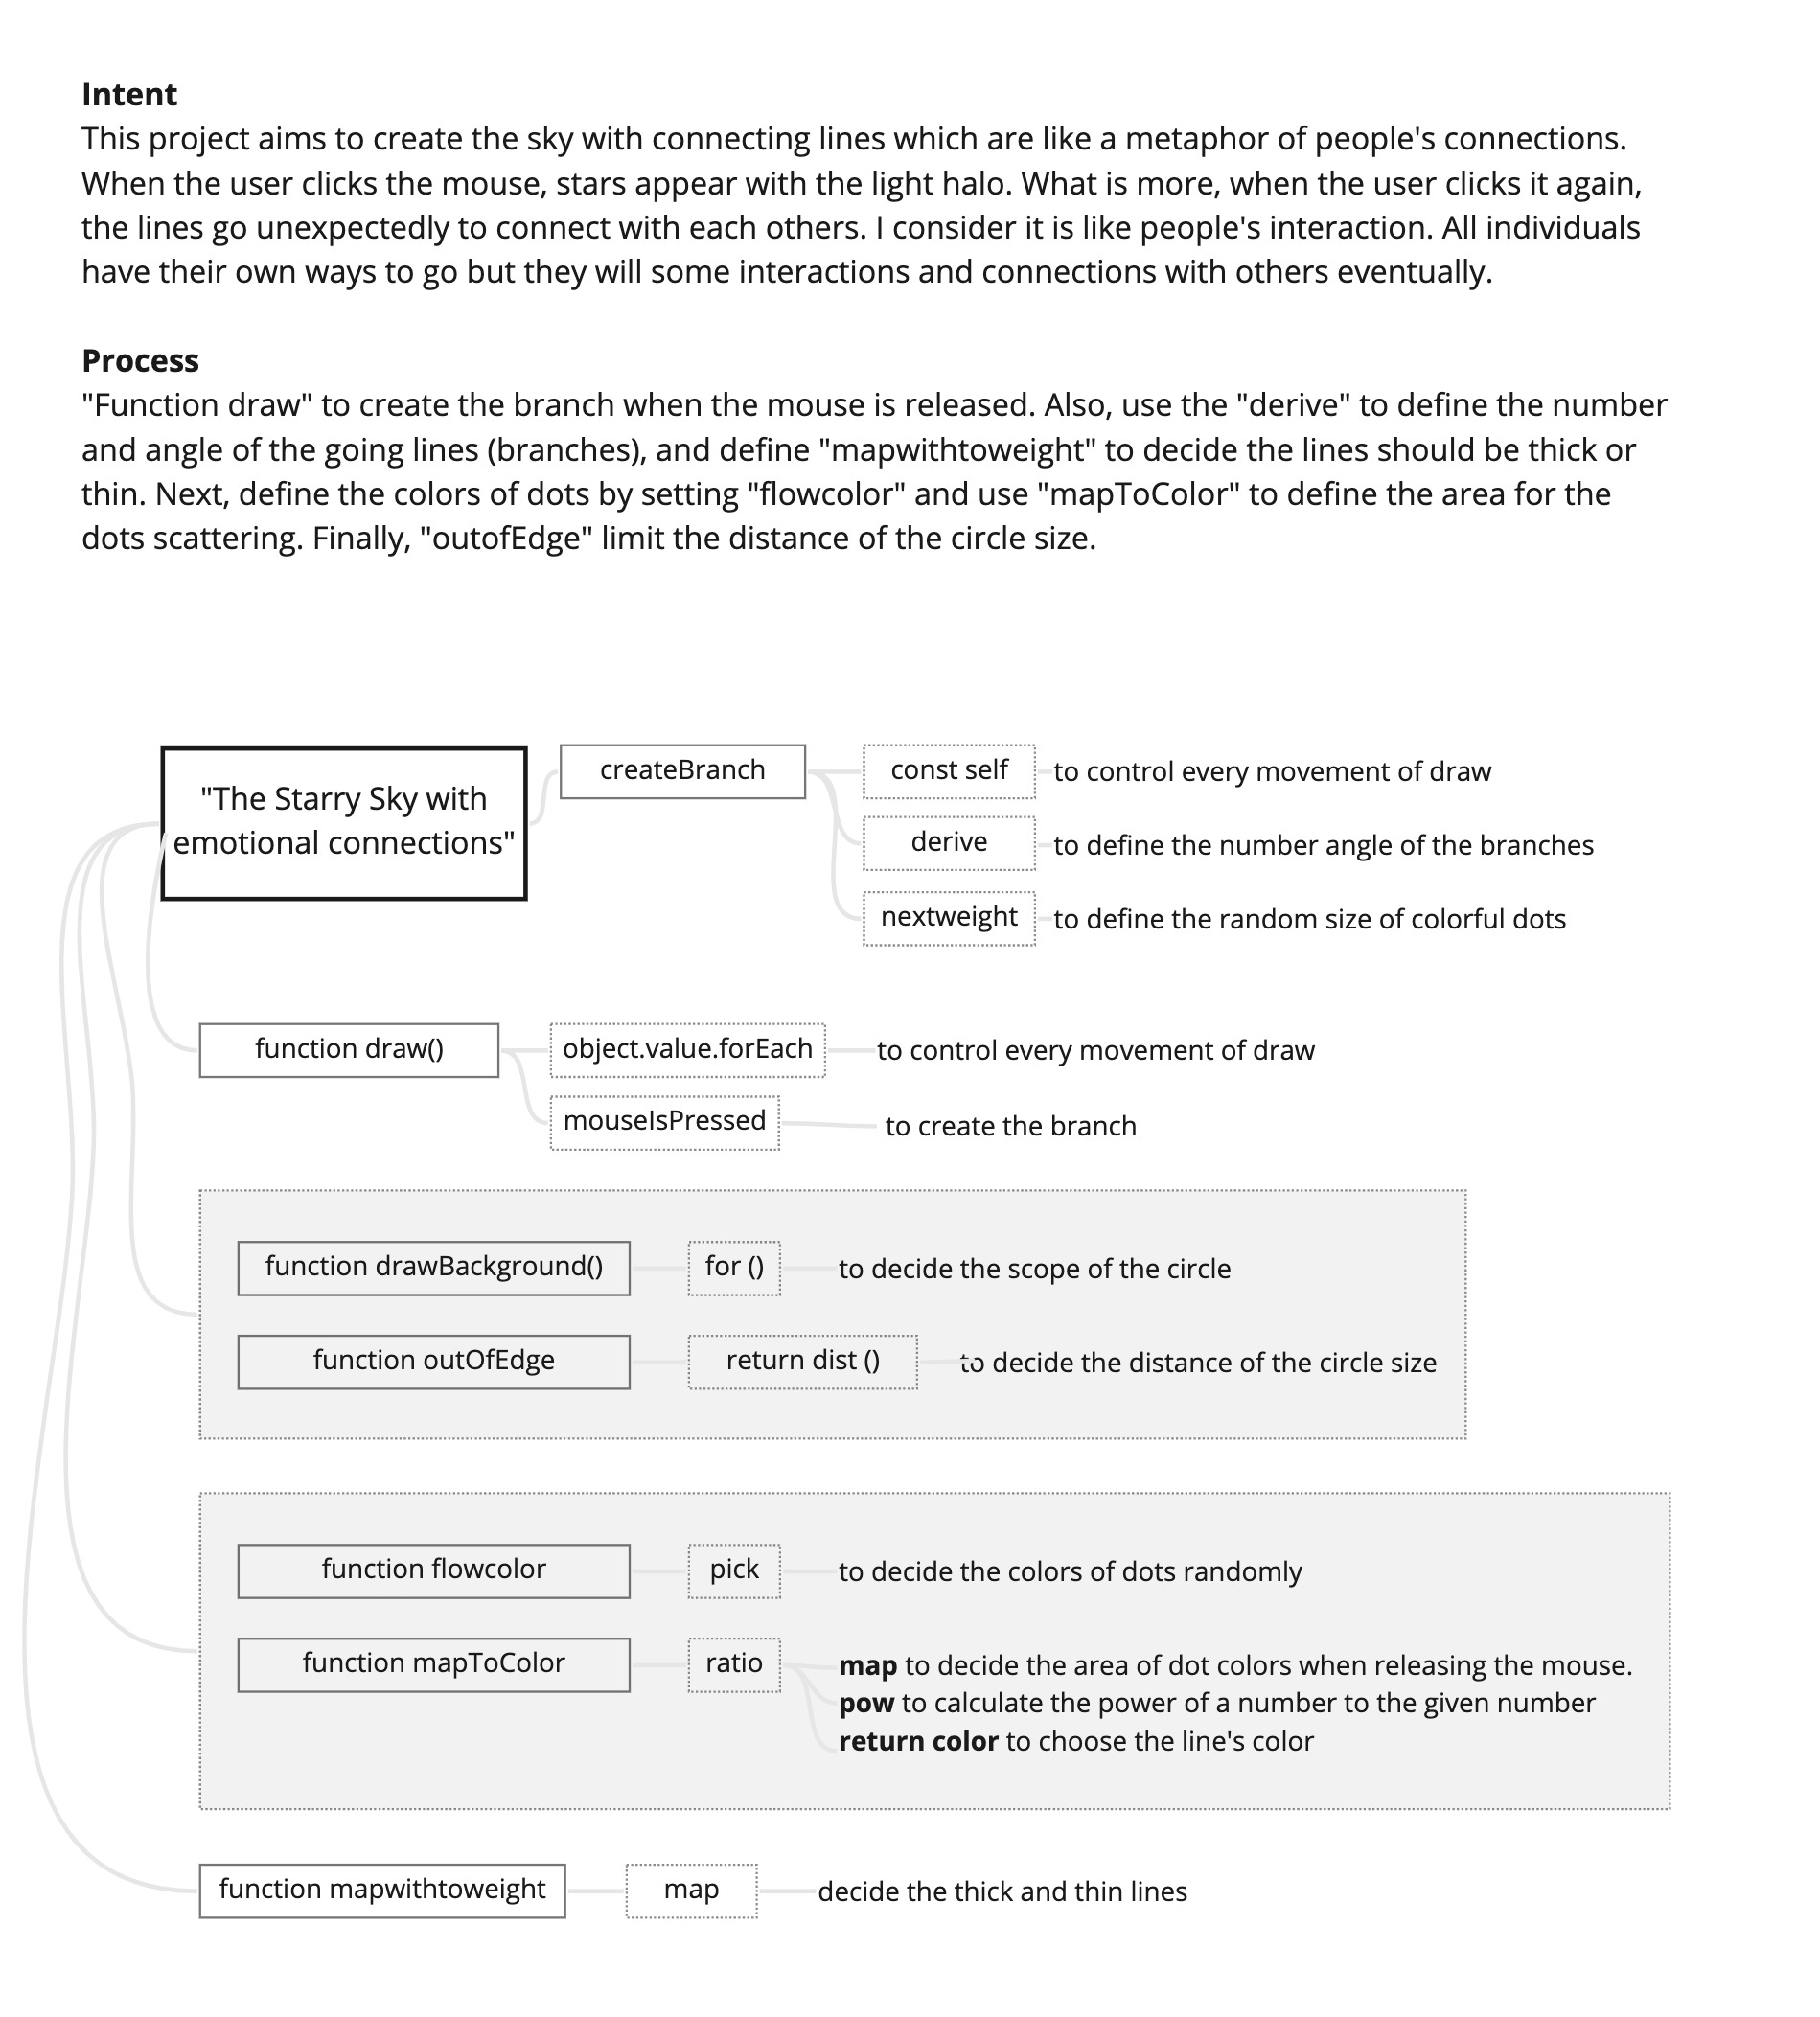 Intent
This project aims to create the sky with connecting lines which are like a metaphor of people's connections.
When the user clicks the mouse, stars appear with the light halo. What is more, when the user clicks it again,
the lines go unexpectedly to connect with each others. I consider it is like people's interaction. All individuals
have their own ways to go but they will some interactions and connections with others eventually.
Process
"Function draw" to create the branch when the mouse is released. Also, use the "derive" to define the number
and angle of the going lines (branches), and define "mapwithtoweight" to decide the lines should be thick or
thin. Next, define the colors of dots by setting "flowcolor" and use "mapToColor" to define the area for the
dots scattering. Finally, "outofEdge" limit the distance of the circle size.
"The Starry Sky with
emotional connections"
createBranch
const self
to control every movement of draw
derive
to define the number angle of the branches
nextweight
to define the random size of colorful dots
function draw()
object.value.forEach
to control every movement of draw
mouseIsPressed
to create the branch
function drawBackground()
for ()
to decide the scope of the circle
function outOfEdge
return dist ()
to decide the distance of the circle size
function flowcolor
pick
to decide the colors of dots randomly
function mapToColor
ratio
map to decide the area of dot colors when releasing the mouse.
pow to calculate the power of a number to the given number
return color to choose the line's color
function mapwithtoweight
map
decide the thick and thin lines